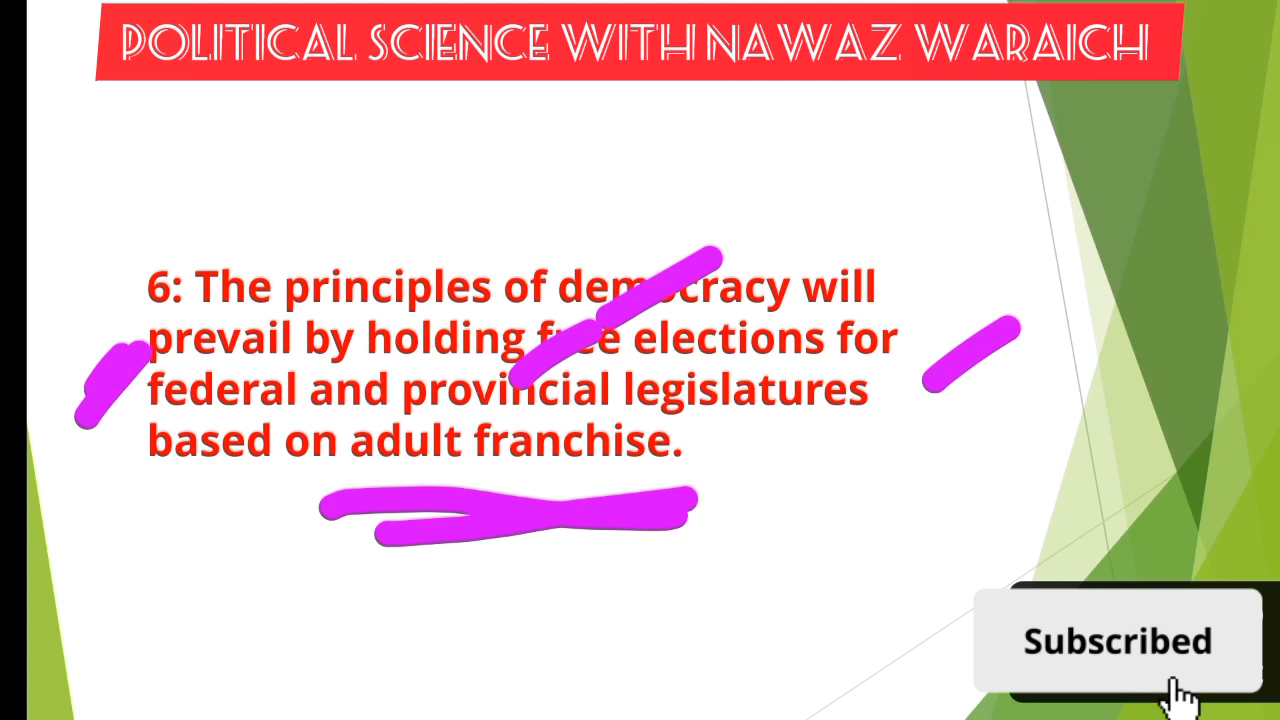 POLITICAL SCIENCE WITH NAWAZ WARAICH
6: The principles of democracy will
prevail by holding free elections for
federal and provincial legislatures
based on adult franchise.
Subscribed